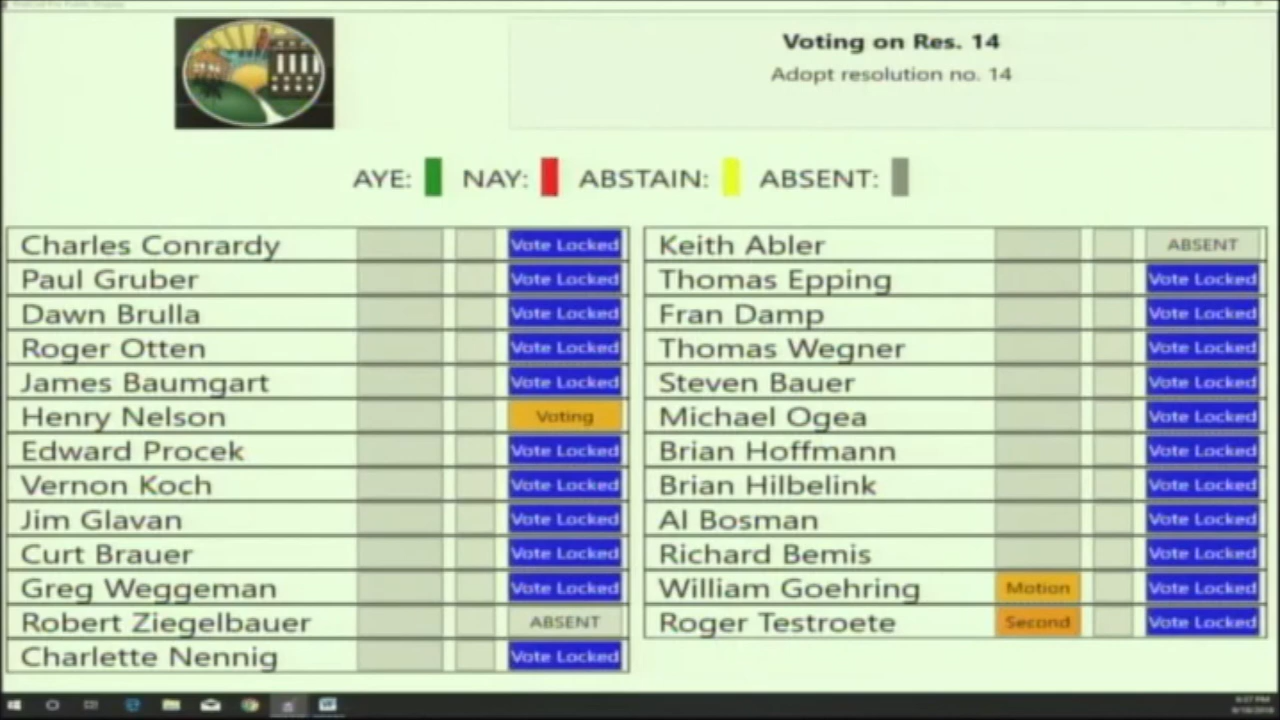 Voting on Res. 14
Adopt resolution no. 14
AYE: NAY: ABSTAIN: ABSENT:
Charles Conrardy Vote Locked
Paul Gruber Vote Locked
Dawn Brulla Vote Locked
Roger Otten Vote Locked
James Baumgart Vote Locked
Henry Nelson Voting
Edward Procek Vote Locked
Vernon Koch Vote Locked
Jim Glavan Vote Locked
Curt Brauer Vote Locked
Greg Weggeman Vote Locked
Robert Ziegelbauer ABSENT
Charlette Nennig Vote Locked
Keith Abler ABSENT
Thomas Epping Vote Locked
Fran Damp Vote Locked
Thomas Wegner Vote Locked
Steven Bauer Vote Locked
Michael Ogea Vote Locked
Brian Hoffmann Vote Locked
Brian Hilbelink Vote Locked
Al Bosman Vote Locked
Richard Bemis Vote Locked
William Goehring Motion Vote Locked
Roger Testroete Second Vote Locked